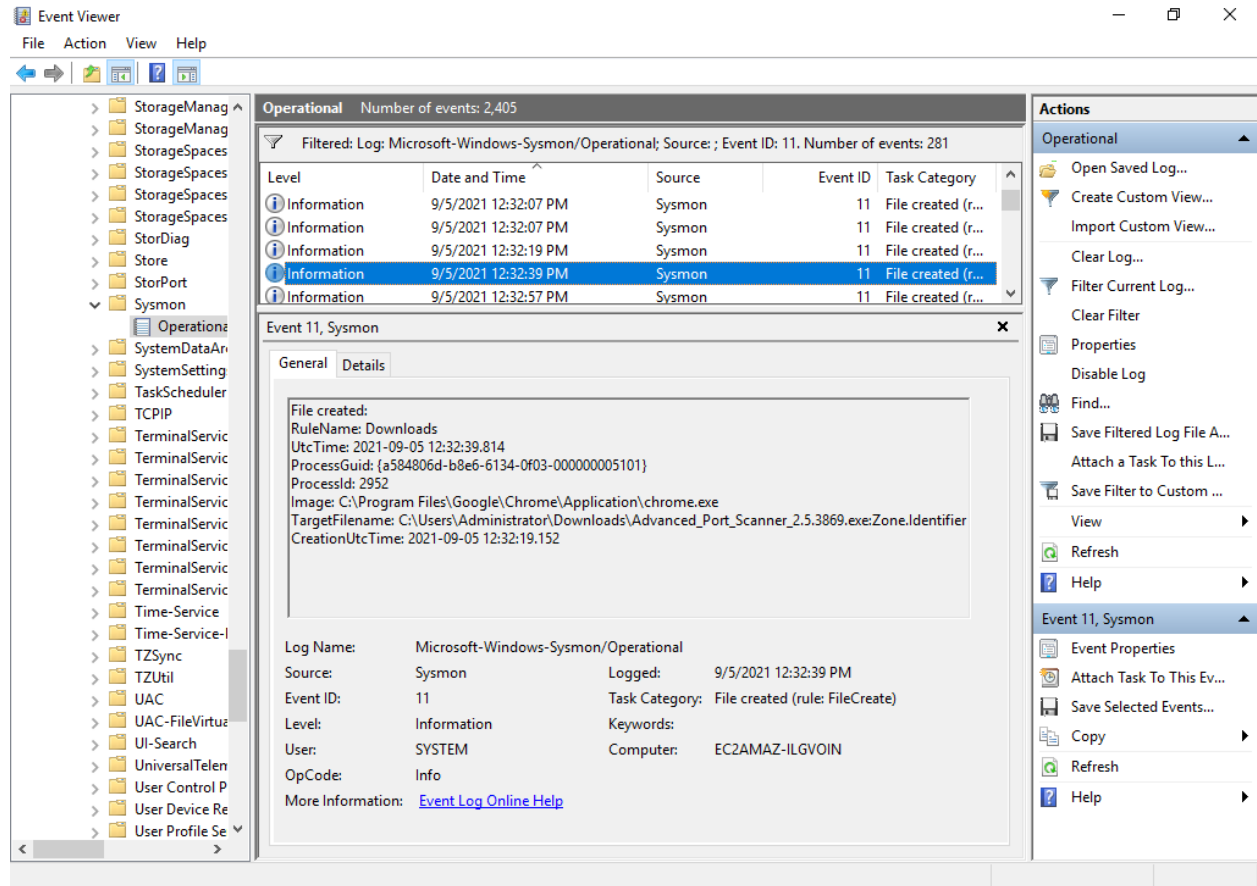 Event Viewer
File Action View Help
StorageManag
StorageManag
StorageSpaces
StorageSpaces
StorageSpaces
StorageSpaces
StorDiag
Store
StorPort
Sysmon
Operationa
SystemDataAr
SystemSetting
TaskScheduler
TCPIP
TerminalServic
TerminalServic
TerminalServic
TerminalServic
TerminalServic
TerminalServic
TerminalServic
TerminalServic
Time-Service
Time-Service-
TZSync
TZUtil
UAC
UAC-FileVirtua
UI-Search
UniversalTelem
User Control P
User Device Re
User Profile Se
Operational Number of events: 2,405
Filtered: Log: Microsoft-Windows-Sysmon/Operational; Source: ; Event ID: 11. Number of events: 281
Level Date and Time Source Event ID Task Category
Information 9/5/2021 12:32:07 PM Sysmon 11 File created (r...
Information 9/5/2021 12:32:07 PM Sysmon 11 File created (r...
Information 9/5/2021 12:32:19 PM Sysmon 11 File created (r...
Information 9/5/2021 12:32:39 PM Sysmon 11 File created (r...
Information 9/5/2021 12:32:57 PM Sysmon 11 File created (r...
Event 11, Sysmon
General Details
File created:
RuleName: Downloads
UtcTime: 2021-09-05 12:32:39.814
ProcessGuid: {a584806d-b8e6-6134-0f03-000000005101}
ProcessId: 2952
Image: C:\Program Files\Google\Chrome\Application\chrome.exe
TargetFilename: C:\Users\Administrator\Downloads\Advanced_Port_Scanner_2.5.3869.exe:Zone.Identifier
CreationUtcTime: 2021-09-05 12:32:19.152
Log Name: Microsoft-Windows-Sysmon/Operational
Source: Sysmon Logged: 9/5/2021 12:32:39 PM
Event ID: 11 Task Category: File created (rule: FileCreate)
Level: Information Keywords:
User: SYSTEM Computer: EC2AMAZ-ILGVOIN
OpCode: Info
More Information: Event Log Online Help
Actions
Operational
Open Saved Log...
Create Custom View...
Import Custom View...
Clear Log...
Filter Current Log...
Clear Filter
Properties
Disable Log
Find...
Save Filtered Log File A...
Attach a Task To this L...
Save Filter to Custom ...
View
Refresh
Help
Event 11, Sysmon
Event Properties
Attach Task To This Ev...
Save Selected Events...
Copy
Refresh
Help